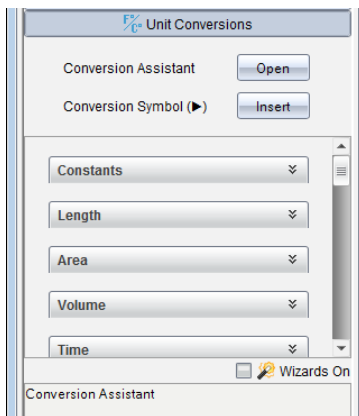 F°/C° Unit Conversions
Conversion Assistant Open
Conversion Symbol (▶) Insert
Constants
Length
Area
Volume
Time
Wizards On
Conversion Assistant